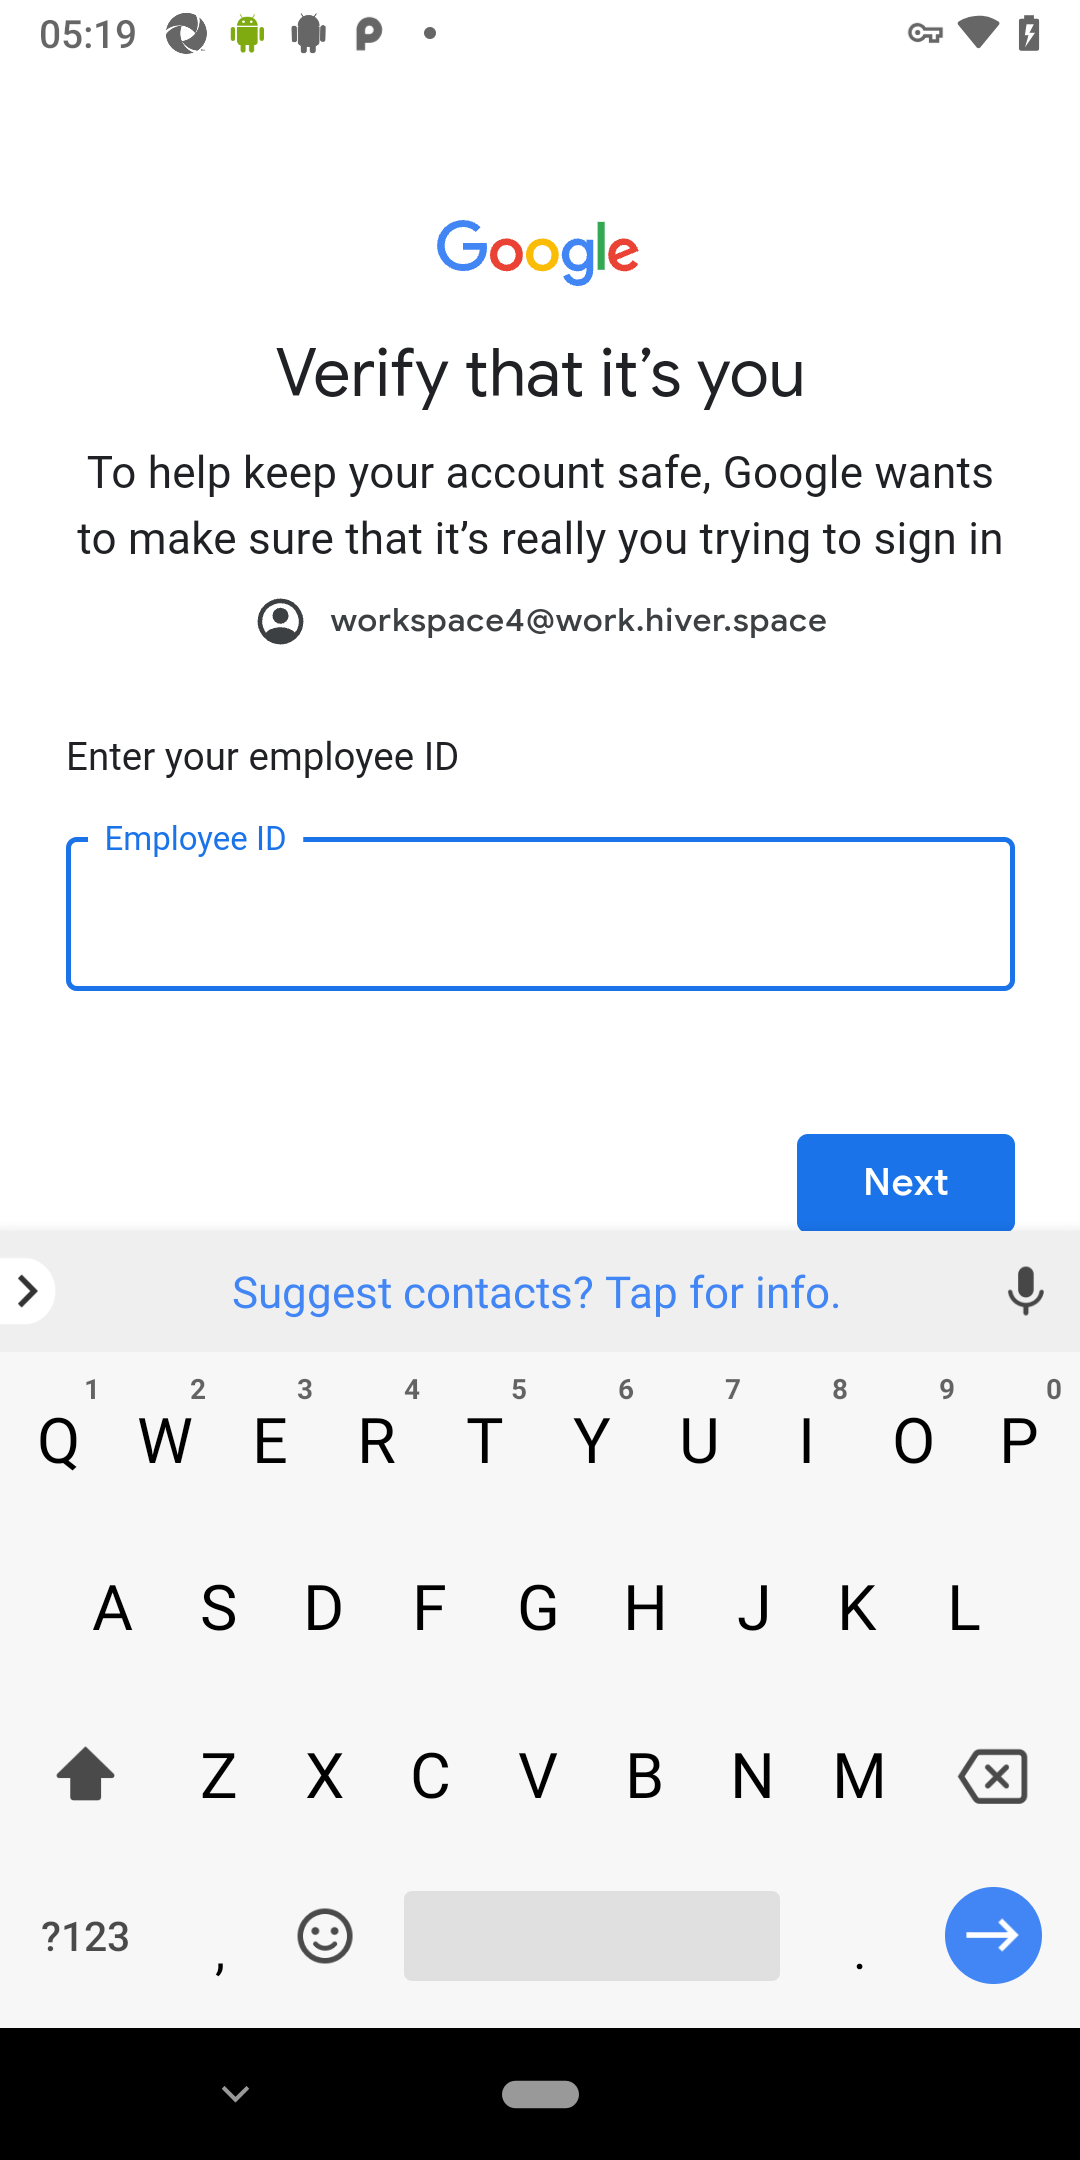 05:19
Google
Verify that it’s you
To help keep your account safe, Google wants
to make sure that it’s really you trying to sign in
workspace4@work.hiver.space
Enter your employee ID
Employee ID
Next
Suggest contacts? Tap for info.
1 2 3 4 5 6 7 8 9 0
Q W E R T Y U I O P
A S D F G H J K L
Z X C V B N M
?123 , .